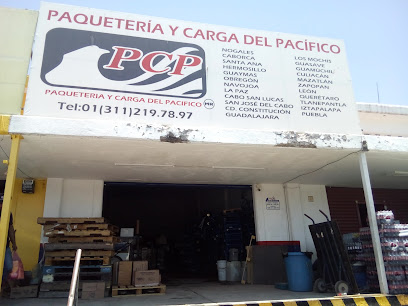 PAQUETERÍA Y CARGA DEL PACÍFICO
PCP
PAQUETERIA Y CARGA DEL PACIFICO MR
Tel:01(311)219.78.97
NOGALES
CABORCA
SANTA ANA
HERMOSILLO
GUAYMAS
OBREGÓN
NAVOJOA
LA PAZ
CABO SAN LUCAS
SAN JOSÉ DEL CABO
CD. CONSTITUCIÓN
GUADALAJARA
LOS MOCHIS
GUASAVE
GUAMÚCHIL
CULIACÁN
MAZATLÁN
ZAPOPAN
LEÓN
QUERÉTARO
TLANEPANTLA
IZTAPALAPA
PUEBLA